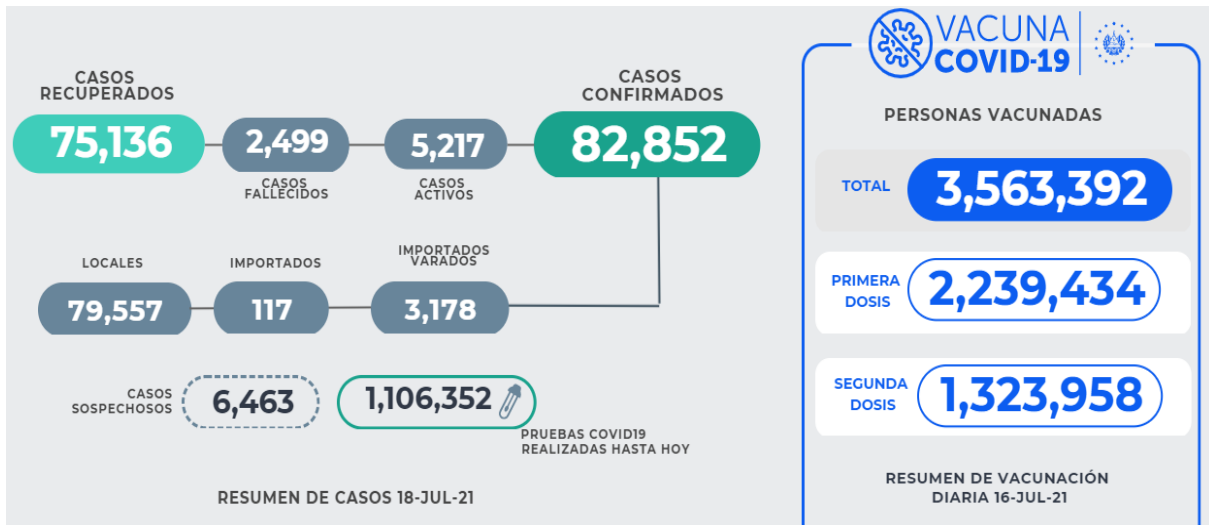 CASOS
RECUPERADOS
75,136
2,499
CASOS
FALLECIDOS
5,217
CASOS
ACTIVOS
CASOS
CONFIRMADOS
82,852
LOCALES
79,557
IMPORTADOS
117
IMPORTADOS
VARADOS
3,178
CASOS
SOSPECHOSOS
6,463
1,106,352
PRUEBAS COVID19
REALIZADAS HASTA HOY
RESUMEN DE CASOS 18-JUL-21
VACUNA
COVID-19
PERSONAS VACUNADAS
TOTAL
3,563,392
PRIMERA
DOSIS
2,239,434
SEGUNDA
DOSIS
1,323,958
RESUMEN DE VACUNACIÓN
DIARIA 16-JUL-21